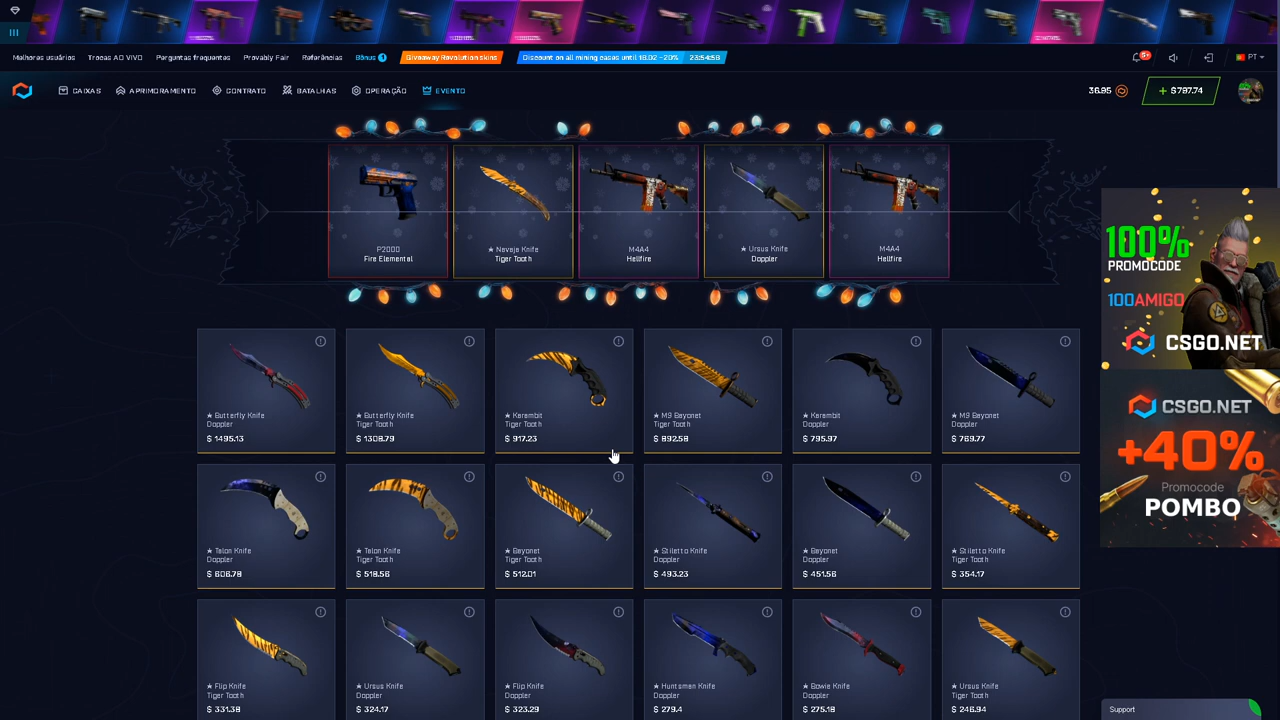 Melhores usuários
Trocas AO VIVO
Perguntas frequentes
Provably Fair
Referências
Bônus
Giveaway Revolution skins
Discount on all mining cases until 18.02 -20%
23:54:58
5+
PT
CAIXAS
APRIMORAMENTO
CONTRATO
BATALHAS
OPERAÇÃO
EVENTO
36.95
+ $ 797.74
P2000
Fire Elemental
★ Navaja Knife
Tiger Tooth
M4A4
Hellfire
★ Ursus Knife
Doppler
M4A4
Hellfire
100%
PROMOCODE
100AMIGO
CSGO.NET
★ Butterfly Knife
Doppler
$ 1495.13
★ Butterfly Knife
Tiger Tooth
$ 1308.79
★ Karambit
Tiger Tooth
$ 917.23
★ M9 Bayonet
Tiger Tooth
$ 892.58
★ Karambit
Doppler
$ 795.97
★ M9 Bayonet
Doppler
$ 769.77
CSGO.NET
+40%
Promocode
POMBO
★ Talon Knife
Doppler
$ 606.78
★ Talon Knife
Tiger Tooth
$ 518.56
★ Bayonet
Tiger Tooth
$ 512.01
★ Stiletto Knife
Doppler
$ 493.23
★ Bayonet
Doppler
$ 451.56
★ Stiletto Knife
Tiger Tooth
$ 354.17
★ Flip Knife
Tiger Tooth
$ 331.38
★ Ursus Knife
Doppler
$ 324.17
★ Flip Knife
Doppler
$ 323.29
★ Huntsman Knife
Doppler
$ 279.4
★ Bowie Knife
Doppler
$ 275.18
★ Ursus Knife
Tiger Tooth
$ 246.94
Support